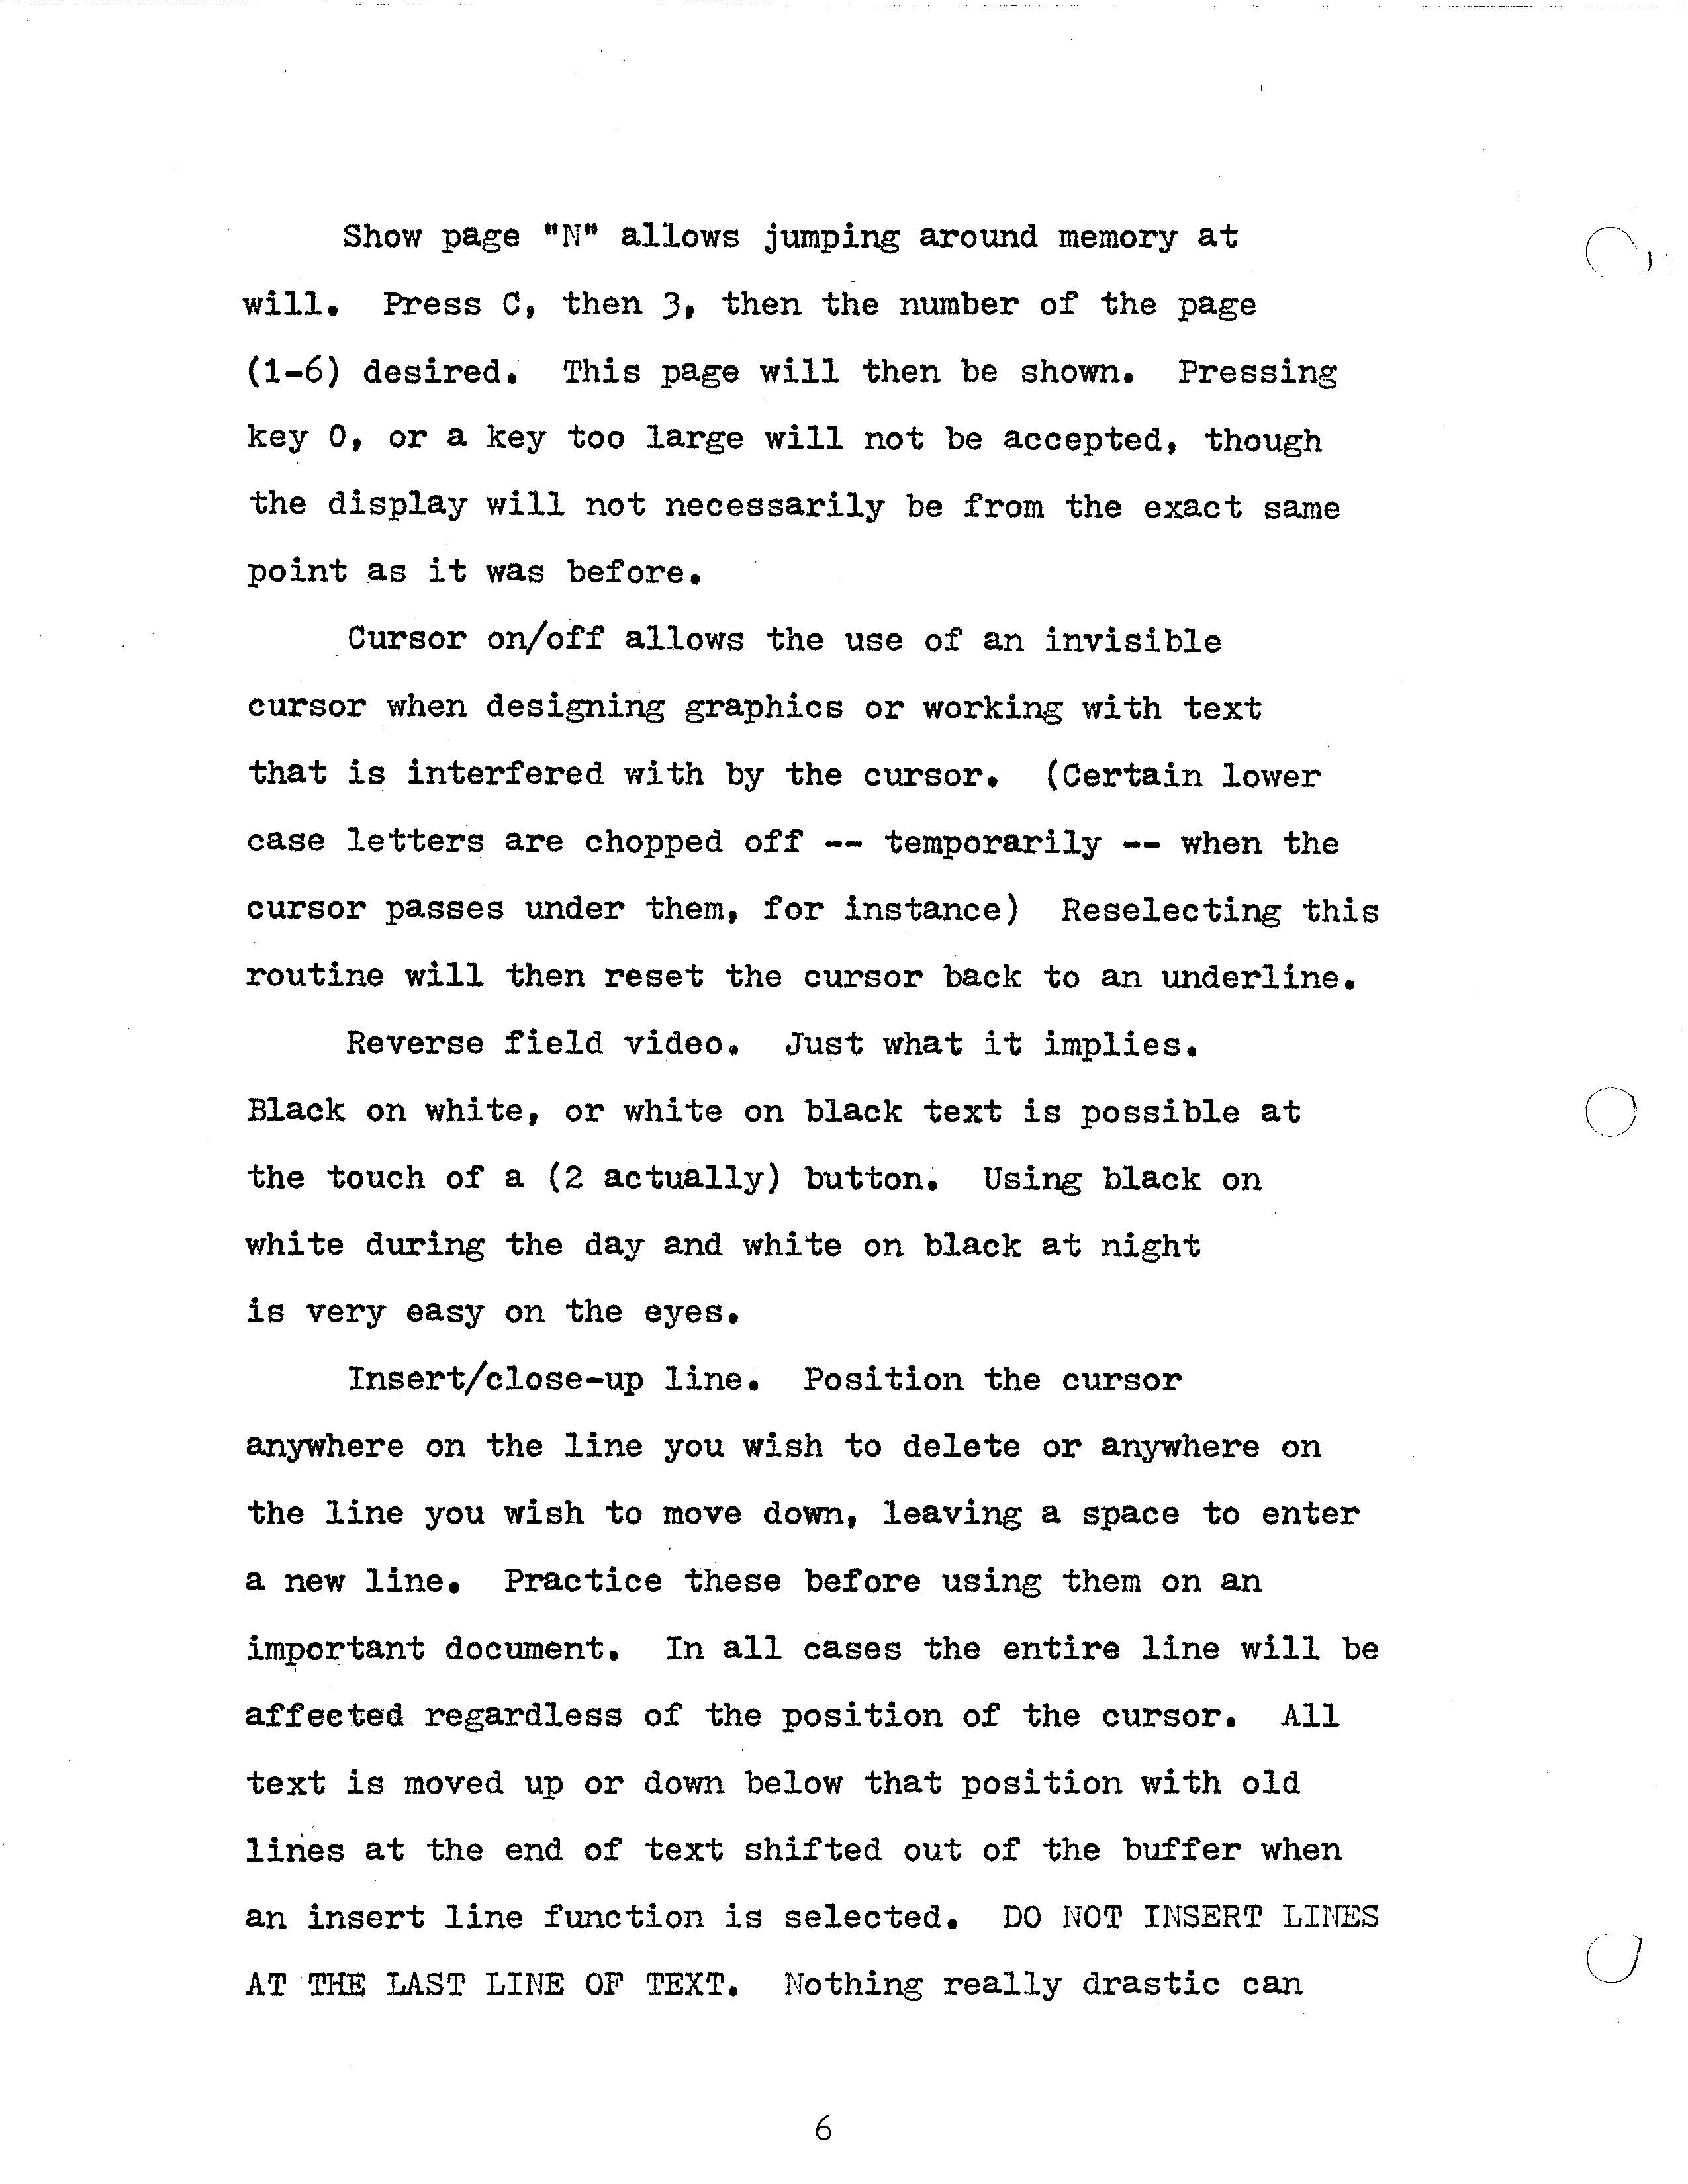 Show page "N" allows jumping around memory at
will.  Press C, then 3, then the number of the page
(1-6) desired.  This page will then be shown.  Pressing
key 0, or a key too large will not be accepted, though
the display will not necessarily be from the exact same
point as it was before.
Cursor on/off allows the use of an invisible
cursor when designing graphics or working with text
that is interfered with by the cursor.  (Certain lower
case letters are chopped off -- temporarily -- when the
cursor passes under them, for instance)  Reselecting this
routine will then reset the cursor back to an underline.
Reverse field video.  Just what it implies.
Black on white, or white on black text is possible at
the touch of a (2 actually) button.  Using black on
white during the day and white on black at night
is very easy on the eyes.
Insert/close-up line.  Position the cursor
anywhere on the line you wish to delete or anywhere on
the line you wish to move down, leaving a space to enter
a new line.  Practice these before using them on an
important document.  In all cases the entire line will be
affected regardless of the position of the cursor.  All
text is moved up or down below that position with old
lines at the end of text shifted out of the buffer when
an insert line function is selected.  DO NOT INSERT LINES
AT THE LAST LINE OF TEXT.  Nothing really drastic can
6